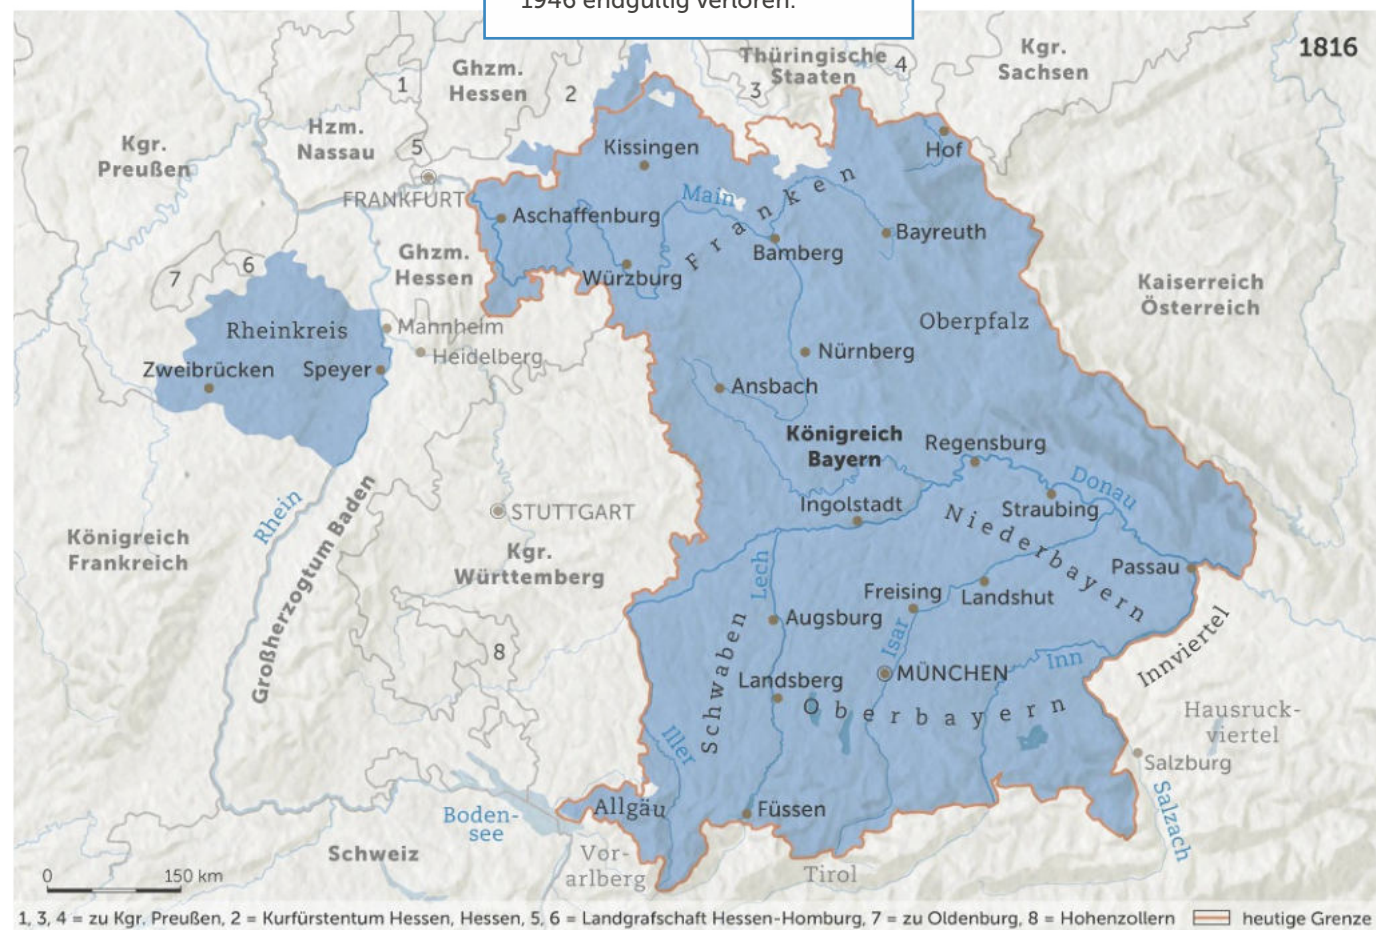 1946 endgültig verloren.
1816
Thüringische
Staaten
4
Kgr.
Sachsen
Ghzm.
Hessen
1
2
3
Hzm.
Nassau
Kgr.
Preußen
5
Kissingen
Hof
FRANKFURT
Main
Franken
Aschaffenburg
Bayreuth
Bamberg
Ghzm.
Hessen
6
7
Würzburg
Kaiserreich
Österreich
Rheinkreis
Mannheim
Oberpfalz
Heidelberg
Nürnberg
Zweibrücken
Speyer
Ansbach
Königreich
Bayern
Regensburg
Donau
Rhein
Großherzogtum Baden
STUTTGART
Ingolstadt
Straubing
Niederbayern
Königreich
Frankreich
Kgr.
Württemberg
Lech
Passau
Freising
Landshut
Augsburg
Isar
Schwaben
Innviertel
8
Inn
MÜNCHEN
Landsberg
Oberbayern
Hausruck-
viertel
Iller
Salzburg
Salzach
Boden-
see
Allgäu
Füssen
Schweiz
Vor-
arlberg
Tirol
0 150 km
1, 3, 4 = zu Kgr. Preußen, 2 = Kurfürstentum Hessen, Hessen, 5, 6 = Landgrafschaft Hessen-Homburg, 7 = zu Oldenburg, 8 = Hohenzollern heutige Grenze